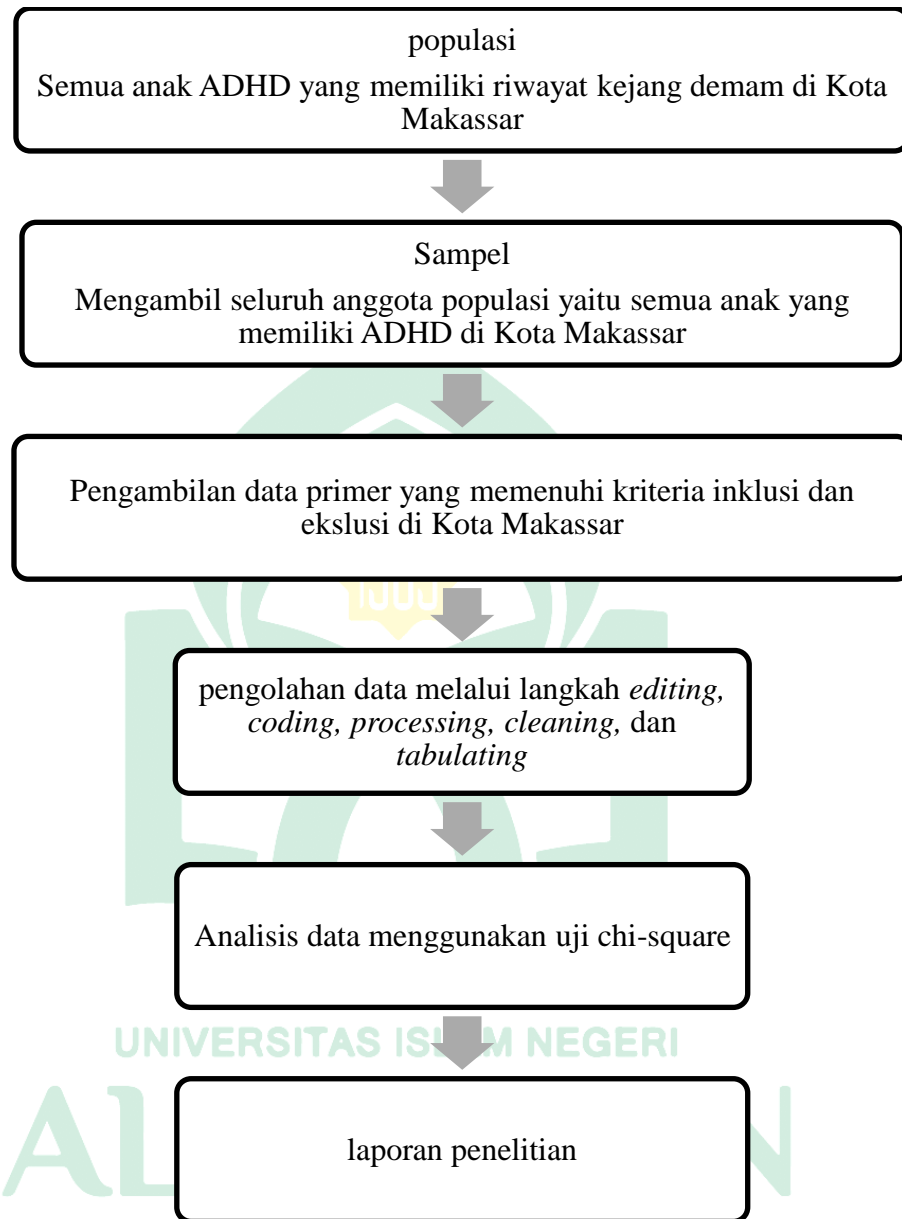 populasi
Semua anak ADHD yang memiliki riwayat kejang demam di Kota
Makassar
Sampel
Mengambil seluruh anggota populasi yaitu semua anak yang
memiliki ADHD di Kota Makassar
Pengambilan data primer yang memenuhi kriteria inklusi dan
ekslusi di Kota Makassar
1965
pengolahan data melalui langkah editing,
coding, processing, cleaning, dan
tabulating
Analisis data menggunakan uji chi-square
UNIVERSITAS ISLAM NEGERI
laporan penelitian